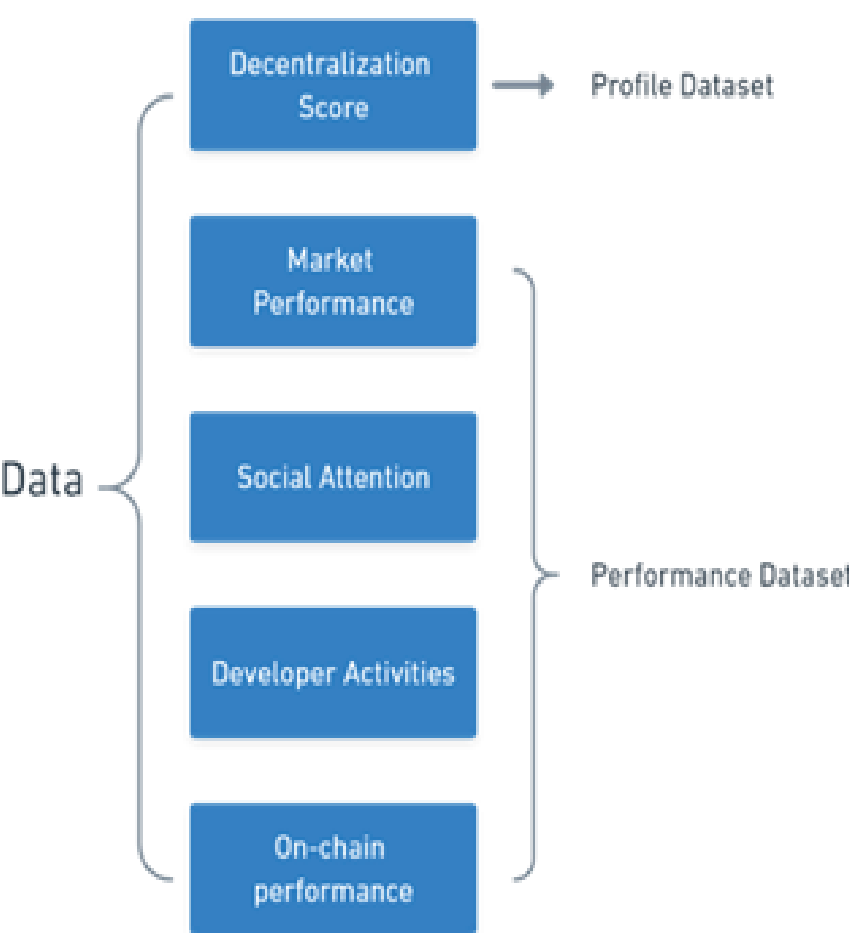 Decentralization
Score
Profile Dataset
Market
Performance
Data
Social Attention
Performance Dataset
Developer Activities
On-chain
performance